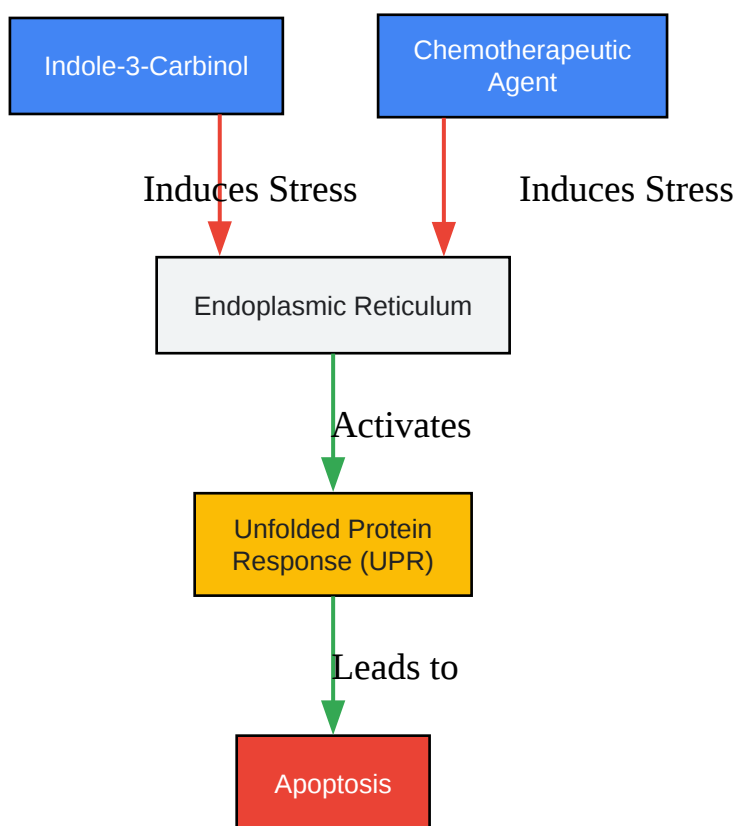 Indole-3-Carbinol
Chemotherapeutic
Agent
Induces Stress
Induces Stress
Endoplasmic Reticulum
Activates
Unfolded Protein
Response (UPR)
Leads to
Apoptosis